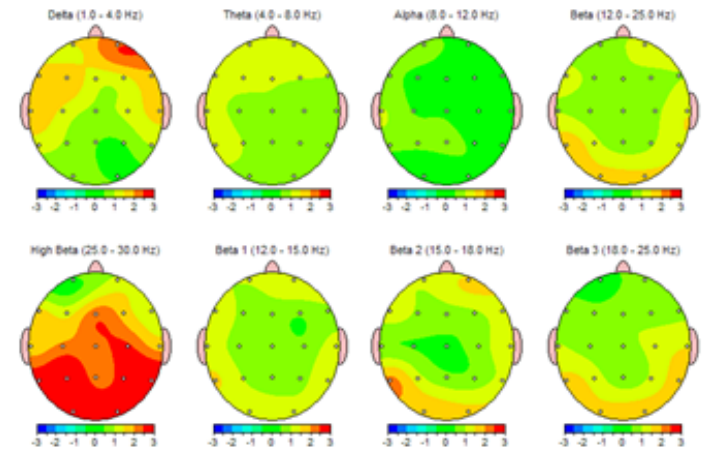 Delta (1.0 - 4.0 Hz)
Theta (4.0 - 8.0 Hz)
Alpha (8.0 - 12.0 Hz)
Beta (12.0 - 25.0 Hz)
-3 -2 -1 0 1 2 3
-3 -2 -1 0 1 2 3
-3 -2 -1 0 1 2 3
-3 -2 -1 0 1 2 3
High Beta (25.0 - 30.0 Hz)
Beta 1 (12.0 - 15.0 Hz)
Beta 2 (15.0 - 18.0 Hz)
Beta 3 (18.0 - 25.0 Hz)
-3 -2 -1 0 1 2 3
-3 -2 -1 0 1 2 3
-3 -2 -1 0 1 2 3
-3 -2 -1 0 1 2 3